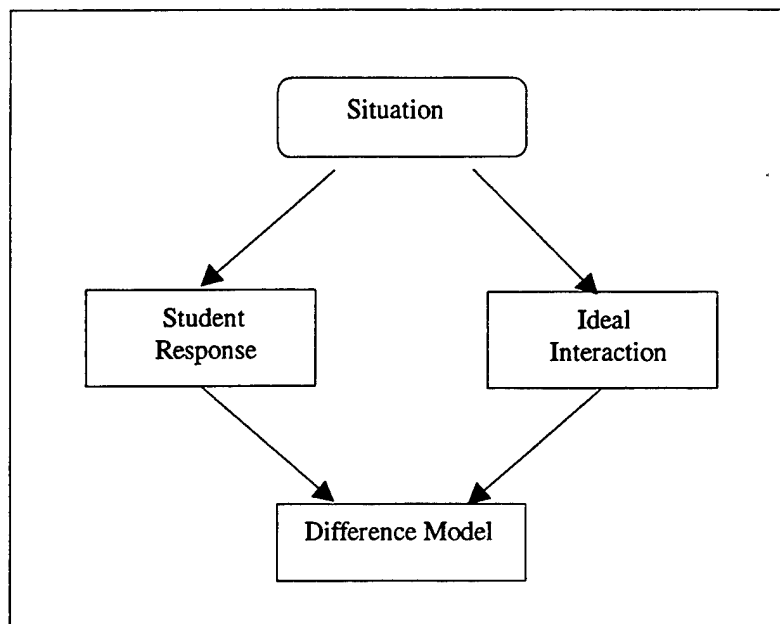 Situation
Student
Response
Ideal
Interaction
Difference Model